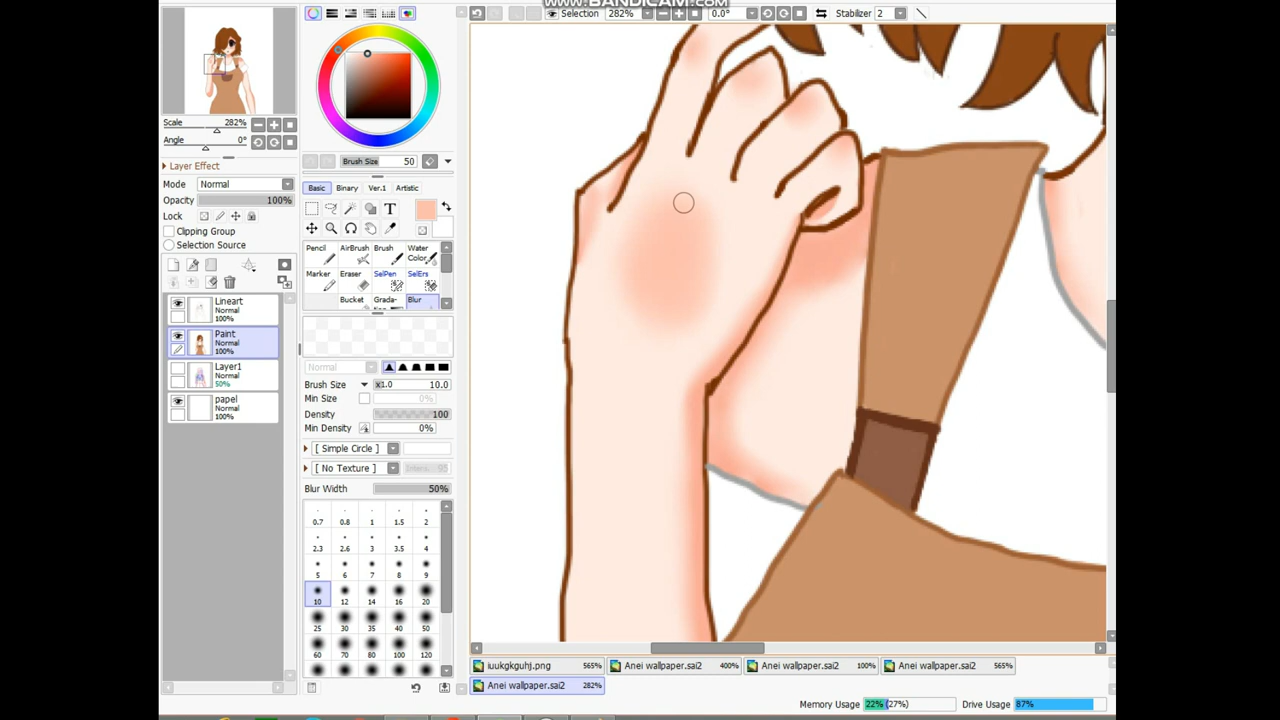 www.BANDICAM.com
Selection 282% 0.0° Stabilizer 2
Scale 282%
Angle 0°
Layer Effect
Mode Normal
Opacity 100%
Lock
Clipping Group
Selection Source
Lineart
Normal
100%
Paint
Normal
100%
Layer1
Normal
50%
papel
Normal
100%
Brush Size 50
Basic Binary Ver.1 Artistic
T
Pencil AirBrush Brush Water
Color
Marker Eraser SelPen SelErs
Bucket Grada- Blur
Normal
Brush Size x1.0 10.0
Min Size 0%
Density 100
Min Density 0%
[ Simple Circle ]
[ No Texture ] 95
Blur Width 50%
0.7 0.8 1 1.5 2
2.3 2.6 3 3.5 4
5 6 7 8 9
10 12 14 16 20
25 30 35 40 50
60 70 80 100 120
iuukgkguhj.png 565% Anei wallpaper.sai2 400% Anei wallpaper.sai2 100% Anei wallpaper.sai2 565%
Anei wallpaper.sai2 282%
Memory Usage 22% (27%) Drive Usage 87%